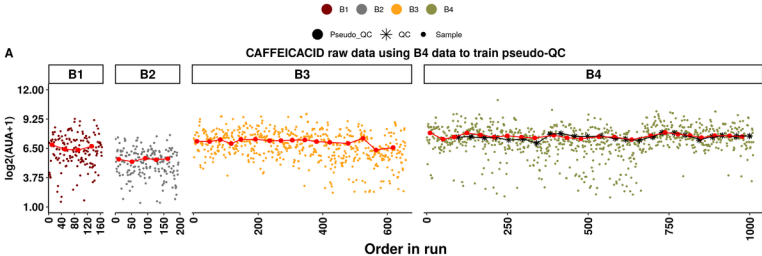 B1 B2 B3 B4
Pseudo_QC QC Sample
A
CAFFEICACID raw data using B4 data to train pseudo-QC
B1 B2 B3 B4
log2(AUA+1)
12.00
9.25
6.50
3.75
1.00
0 40 80 120 160 0 50 100 150 200 0 200 400 600 0 250 500 750 1000
Order in run